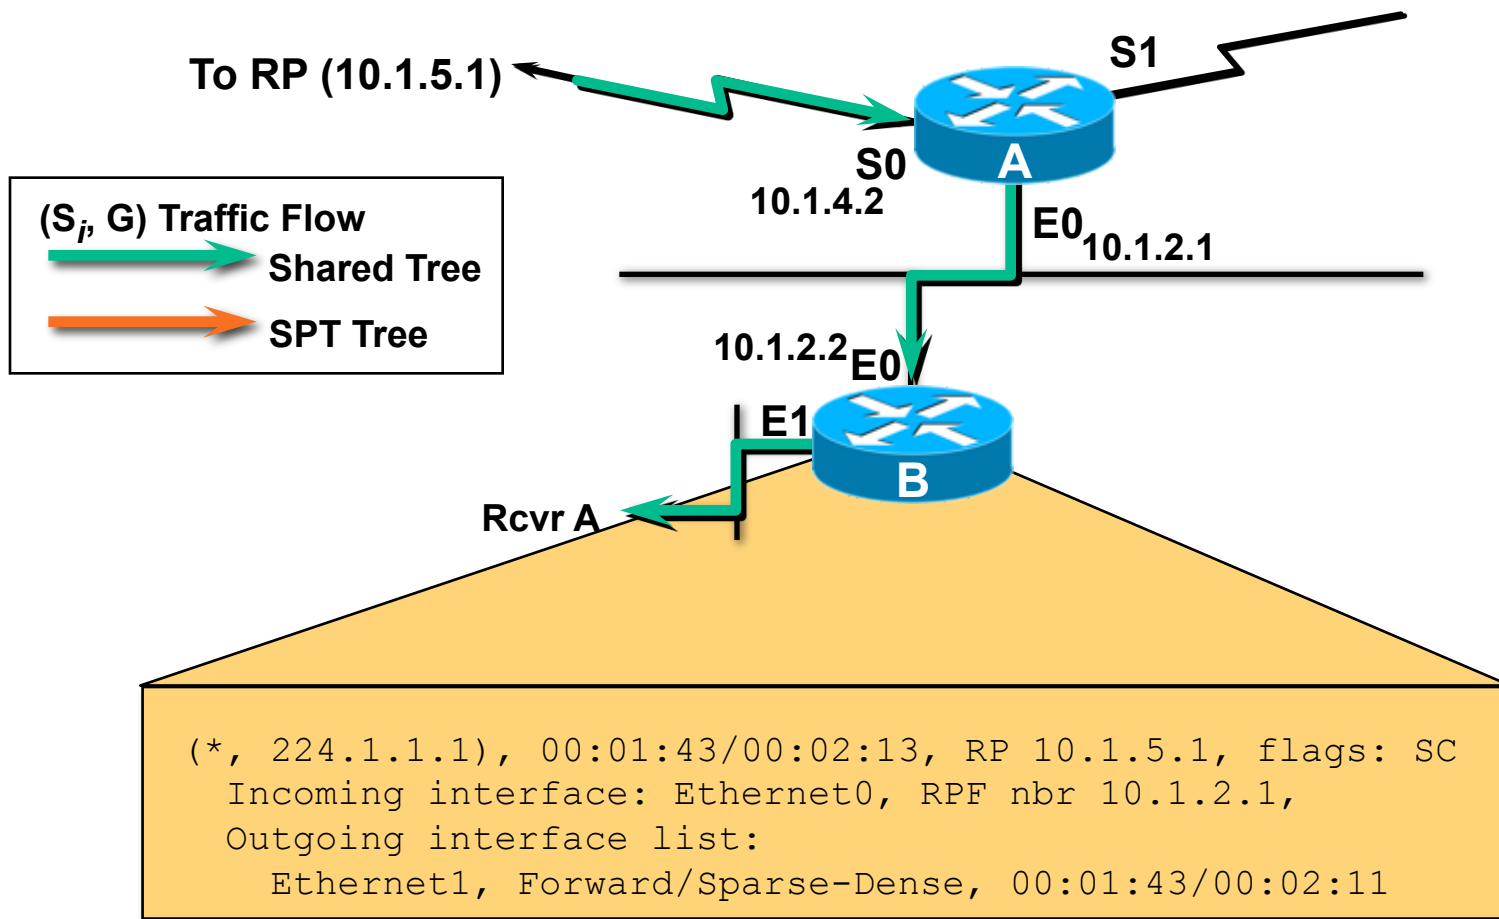 S1
To RP (10.1.5.1)
A
S0
10.1.4.2
E0
10.1.2.1
(Si, G) Traffic Flow
Shared Tree
SPT Tree
10.1.2.2
E0
E1
B
Rcvr A
(*, 224.1.1.1), 00:01:43/00:02:13, RP 10.1.5.1, flags: SC
Incoming interface: Ethernet0, RPF nbr 10.1.2.1,
Outgoing interface list:
Ethernet1, Forward/Sparse-Dense, 00:01:43/00:02:11